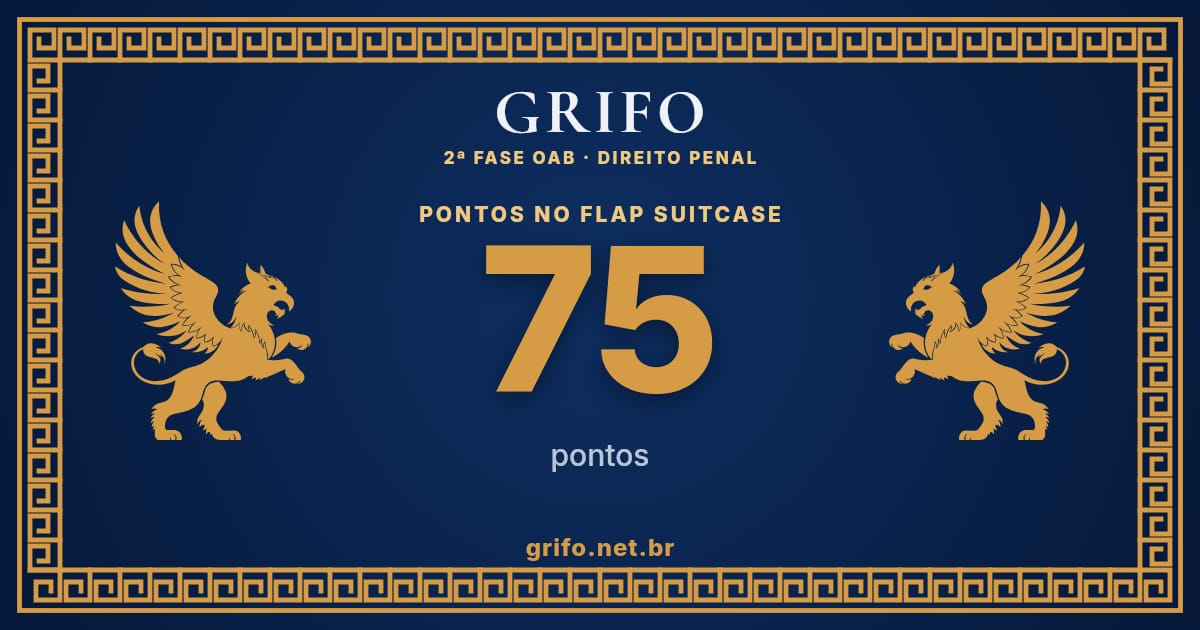 GRIFO
2ª FASE OAB · DIREITO PENAL
PONTOS NO FLAP SUITCASE
75
pontos
grifo.net.br